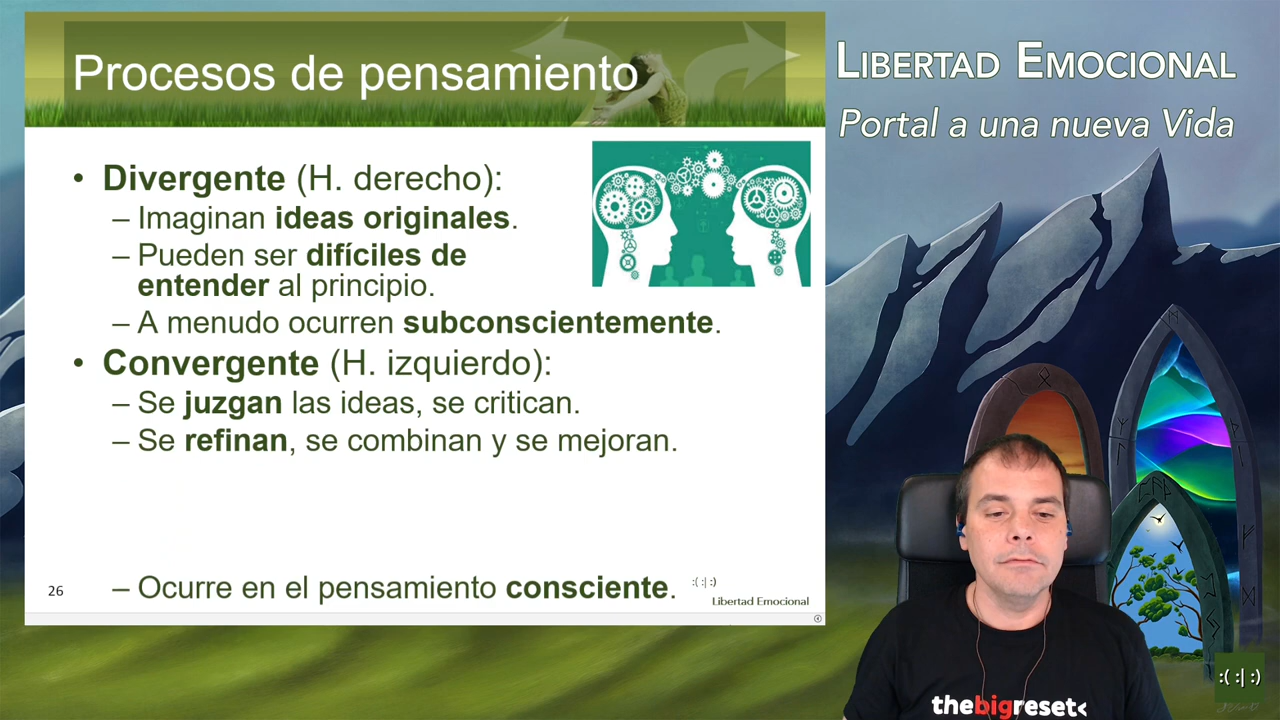 Procesos de pensamiento
• Divergente (H. derecho):
– Imaginan ideas originales.
– Pueden ser difíciles de
entender al principio.
– A menudo ocurren subconscientemente.
• Convergente (H. izquierdo):
– Se juzgan las ideas, se critican.
– Se refinan, se combinan y se mejoran.
– Ocurre en el pensamiento consciente.
26
:( :| :)
Libertad Emocional
LIBERTAD EMOCIONAL
Portal a una nueva Vida
thebigreset<
:( :| :)